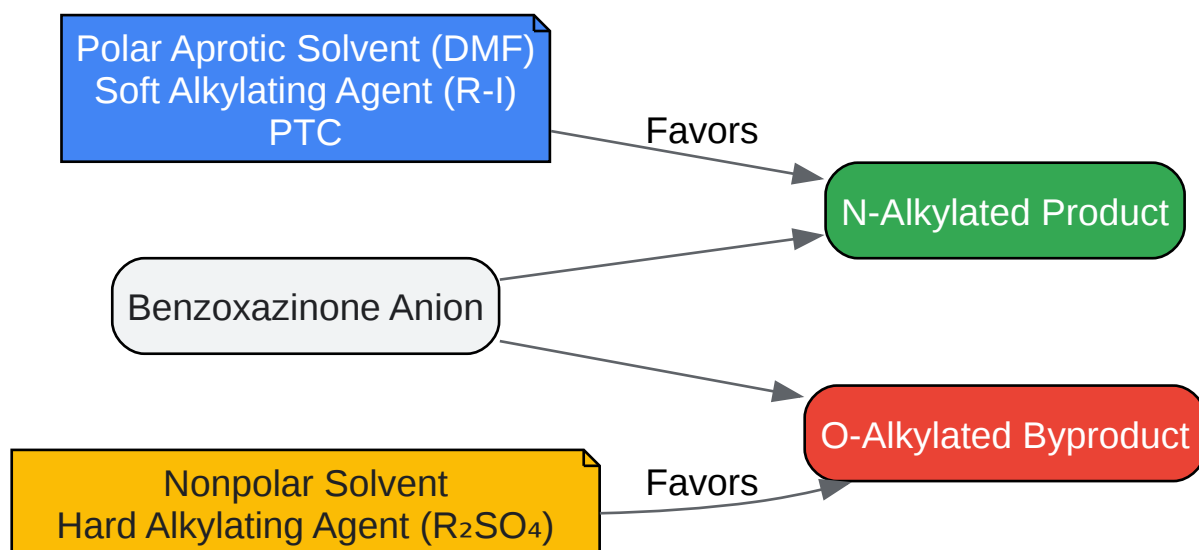 Polar Aprotic Solvent (DMF)
Soft Alkylating Agent (R-I)
PTC
Favors
N-Alkylated Product
Benzoxazinone Anion
O-Alkylated Byproduct
Nonpolar Solvent
Hard Alkylating Agent (R₂SO₄)
Favors